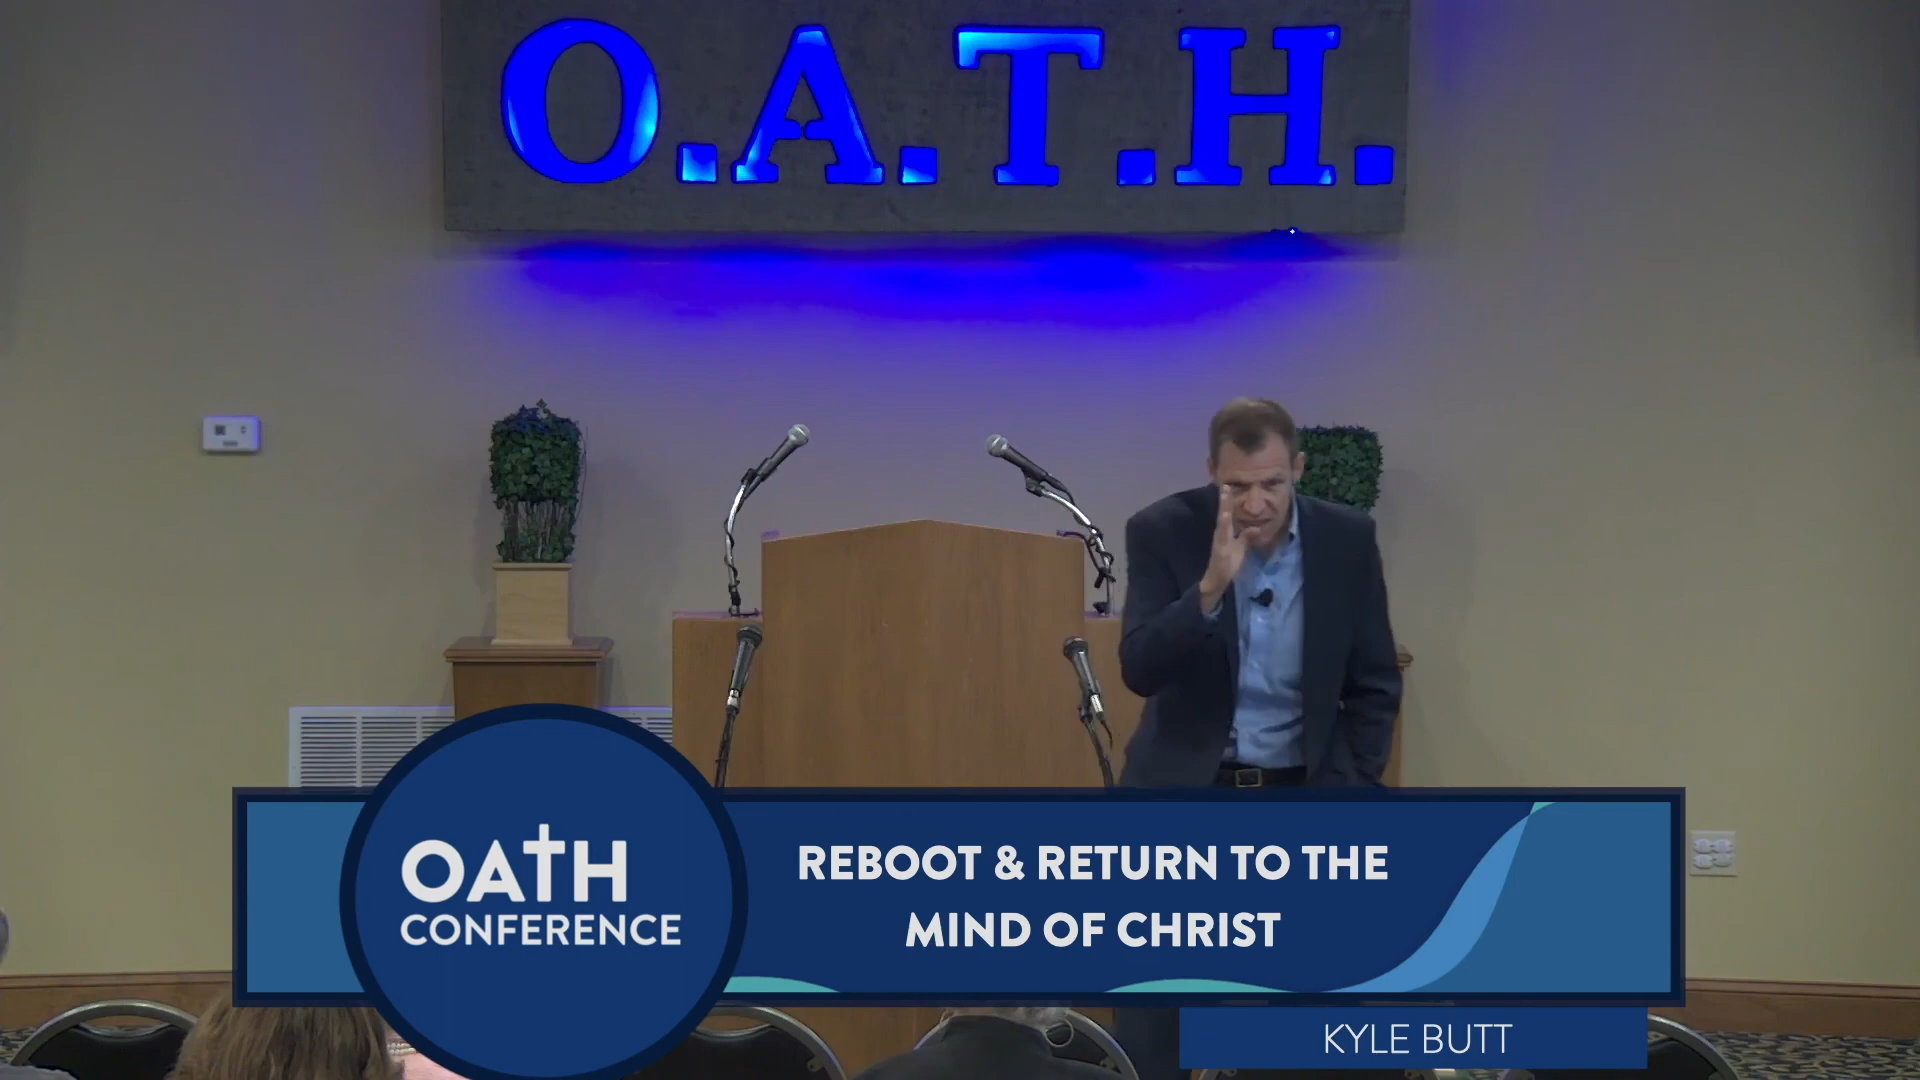 O.A.T.H.
OATH
CONFERENCE
REBOOT & RETURN TO THE
MIND OF CHRIST
KYLE BUTT